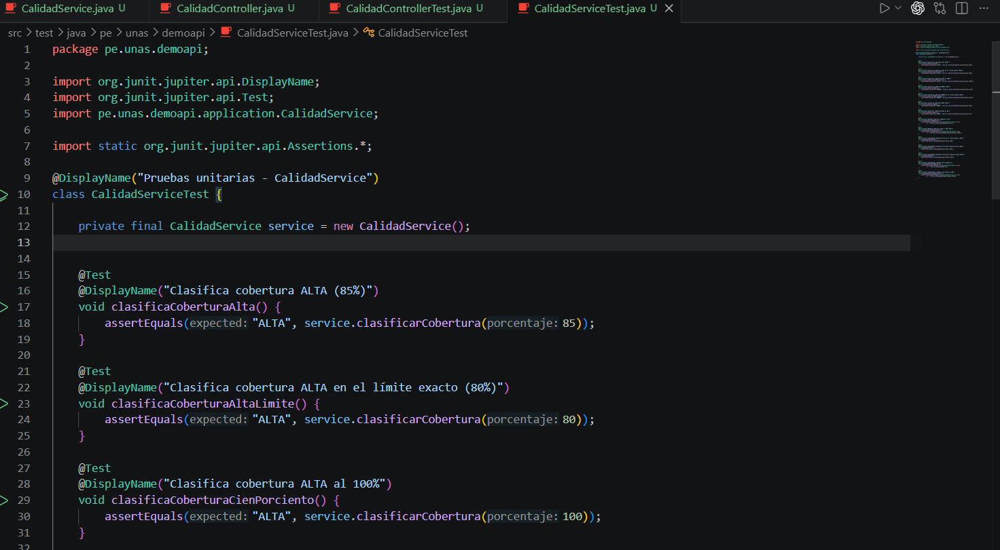 CalidadService.java U
CalidadController.java U
CalidadControllerTest.java U
CalidadServiceTest.java U
src > test > java > pe > unas > demoapi > CalidadServiceTest.java > CalidadServiceTest
1 package pe.unas.demoapi;
2
3 import org.junit.jupiter.api.DisplayName;
4 import org.junit.jupiter.api.Test;
5 import pe.unas.demoapi.application.CalidadService;
6
7 import static org.junit.jupiter.api.Assertions.*;
8
9 @DisplayName("Pruebas unitarias - CalidadService")
10 class CalidadServiceTest {
11
12 private final CalidadService service = new CalidadService();
13
14
15 @Test
16 @DisplayName("Clasifica cobertura ALTA (85%)")
17 void clasificaCoberturaAlta() {
18 assertEquals(expected: "ALTA", service.clasificarCobertura(porcentaje: 85));
19 }
20
21 @Test
22 @DisplayName("Clasifica cobertura ALTA en el límite exacto (80%)")
23 void clasificaCoberturaAltaLimite() {
24 assertEquals(expected: "ALTA", service.clasificarCobertura(porcentaje: 80));
25 }
26
27 @Test
28 @DisplayName("Clasifica cobertura ALTA al 100%")
29 void clasificaCoberturaCienPorciento() {
30 assertEquals(expected: "ALTA", service.clasificarCobertura(porcentaje: 100));
31 }
32